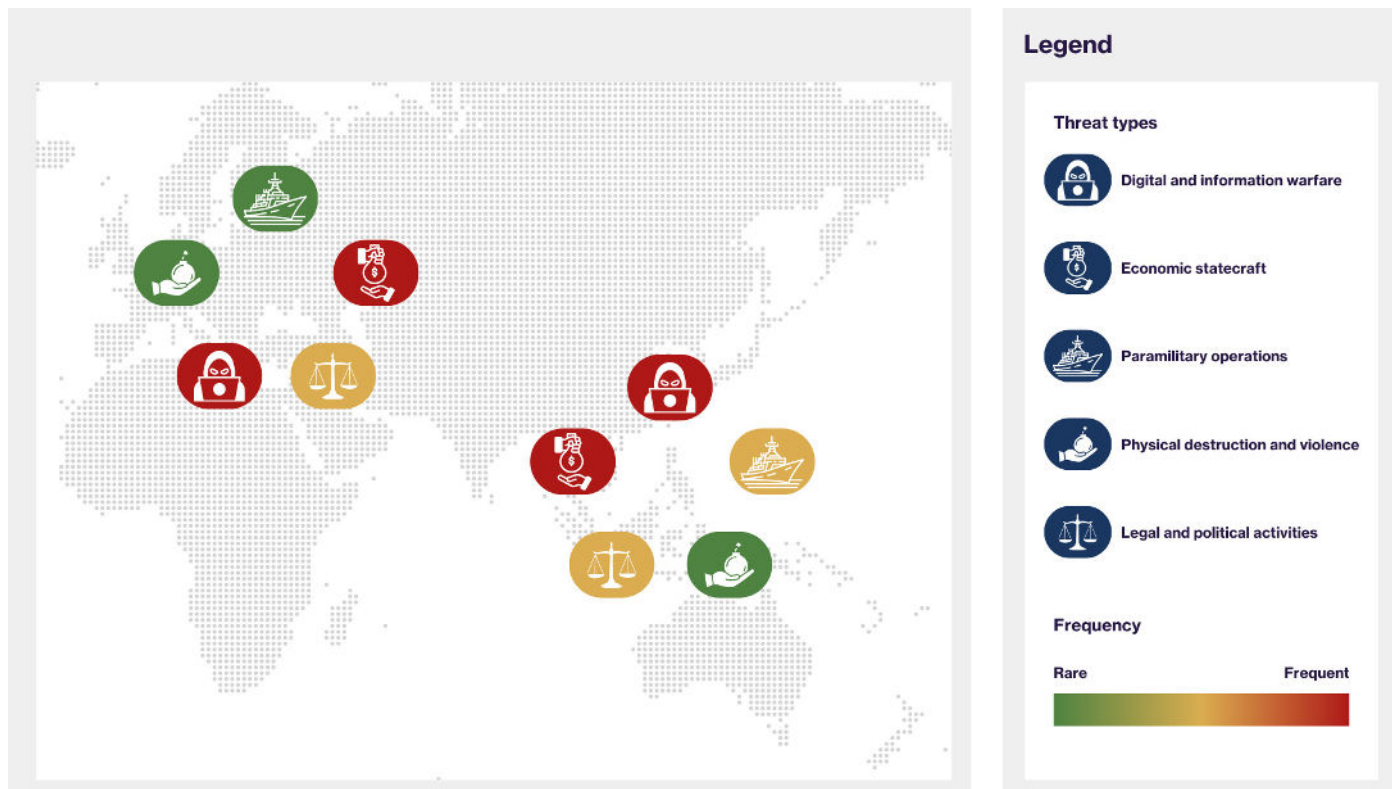 Legend
Threat types
Digital and information warfare
Economic statecraft
Paramilitary operations
Physical destruction and violence
Legal and political activities
Frequency
Rare Frequent